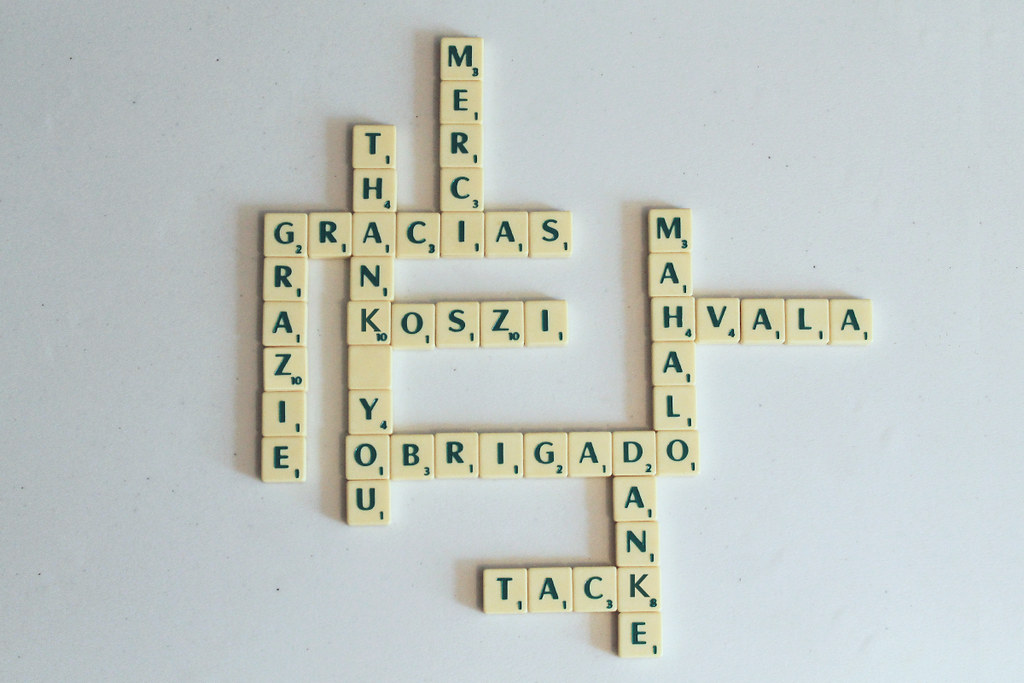 MERCI
THANK YOU
GRACIAS
GRAZIE
MAHALO
KOSZI
HVALA
OBRIGADO
DANKE
TACK